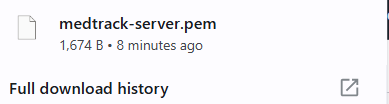 medtrack-server.pem
1,674 B • 8 minutes ago
Full download history